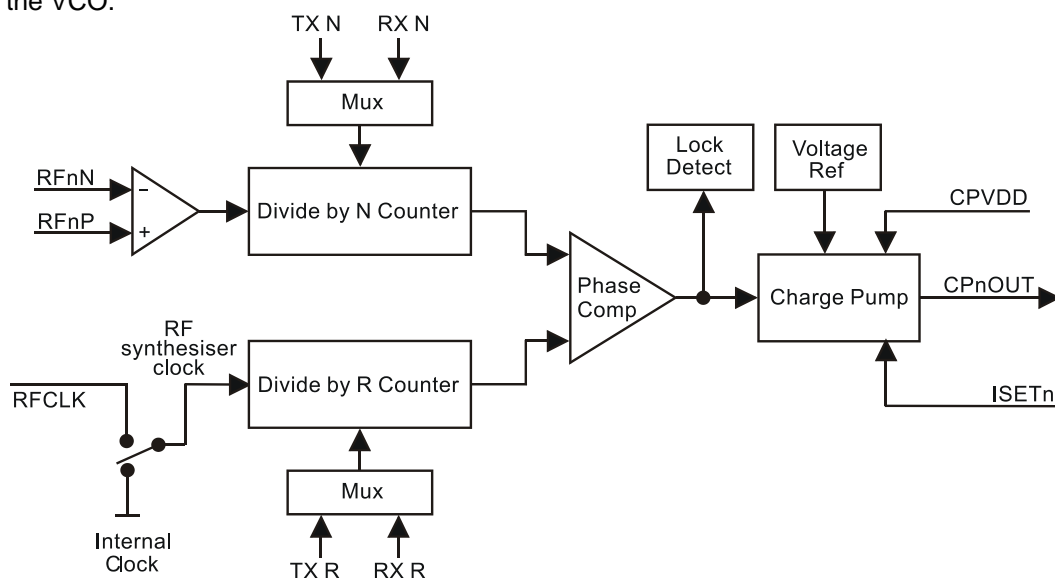 the VCO.
TX N
RX N
Mux
RFnN
RFnP
−
+
Divide by N Counter
Lock
Detect
Voltage
Ref
CPVDD
Phase
Comp
Charge Pump
CPnOUT
RF
synthesiser
clock
RFCLK
Divide by R Counter
ISETn
Mux
Internal
Clock
TX R
RX R